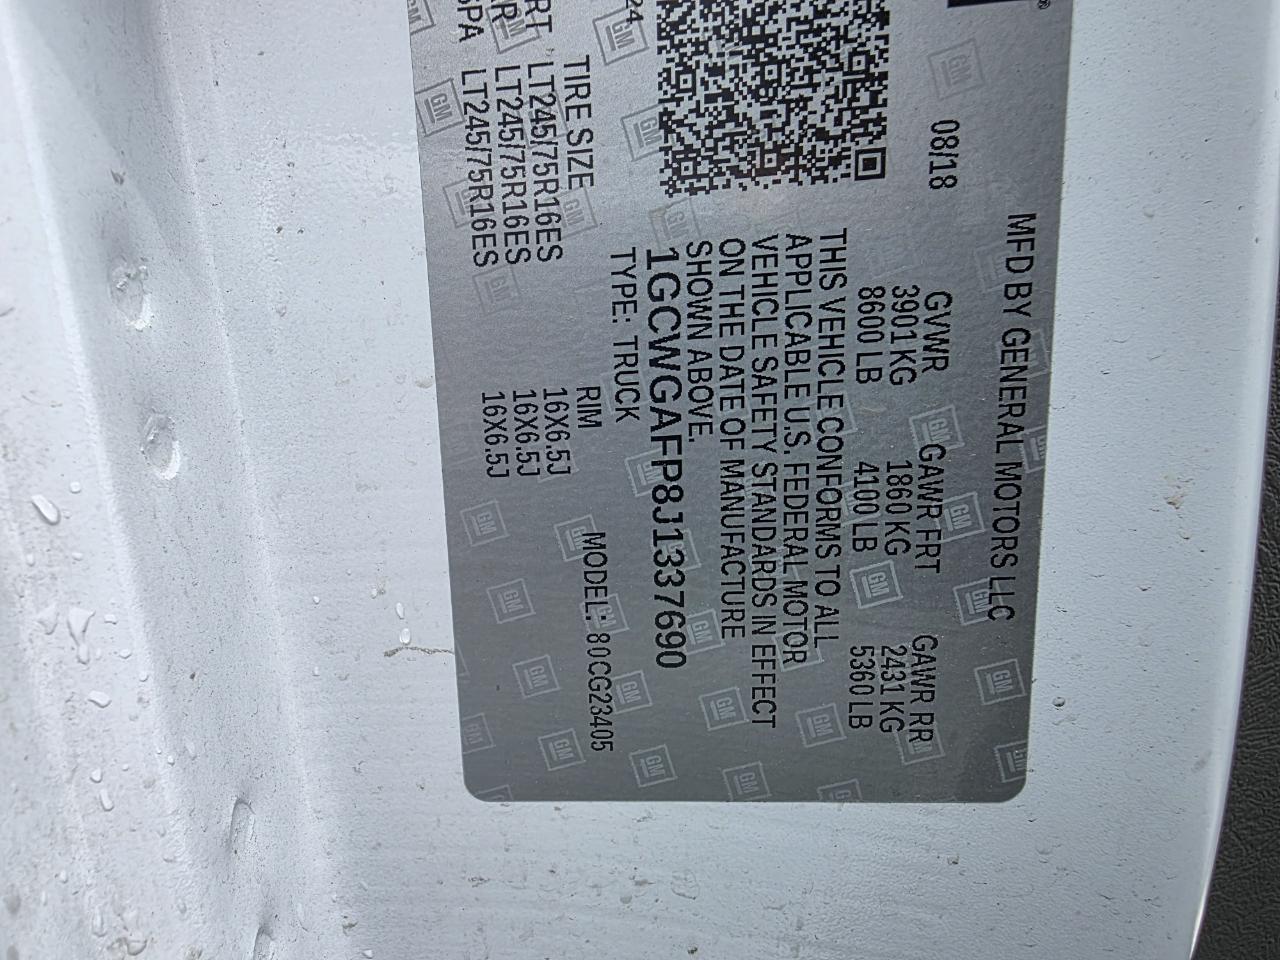 MFD BY GENERAL MOTORS LLC
08/18
GVWR GAWR FRT GAWR RR
3901 KG 1860 KG 2431 KG
8600 LB 4100 LB 5360 LB
THIS VEHICLE CONFORMS TO ALL
APPLICABLE U.S. FEDERAL MOTOR
VEHICLE SAFETY STANDARDS IN EFFECT
ON THE DATE OF MANUFACTURE
SHOWN ABOVE.
1GCWGAFP8J1337690
TYPE: TRUCK
MODEL: 80CG23405
TIRE SIZE RIM
LT245/75R16ES 16X6.5J
LT245/75R16ES 16X6.5J
LT245/75R16ES 16X6.5J
GM